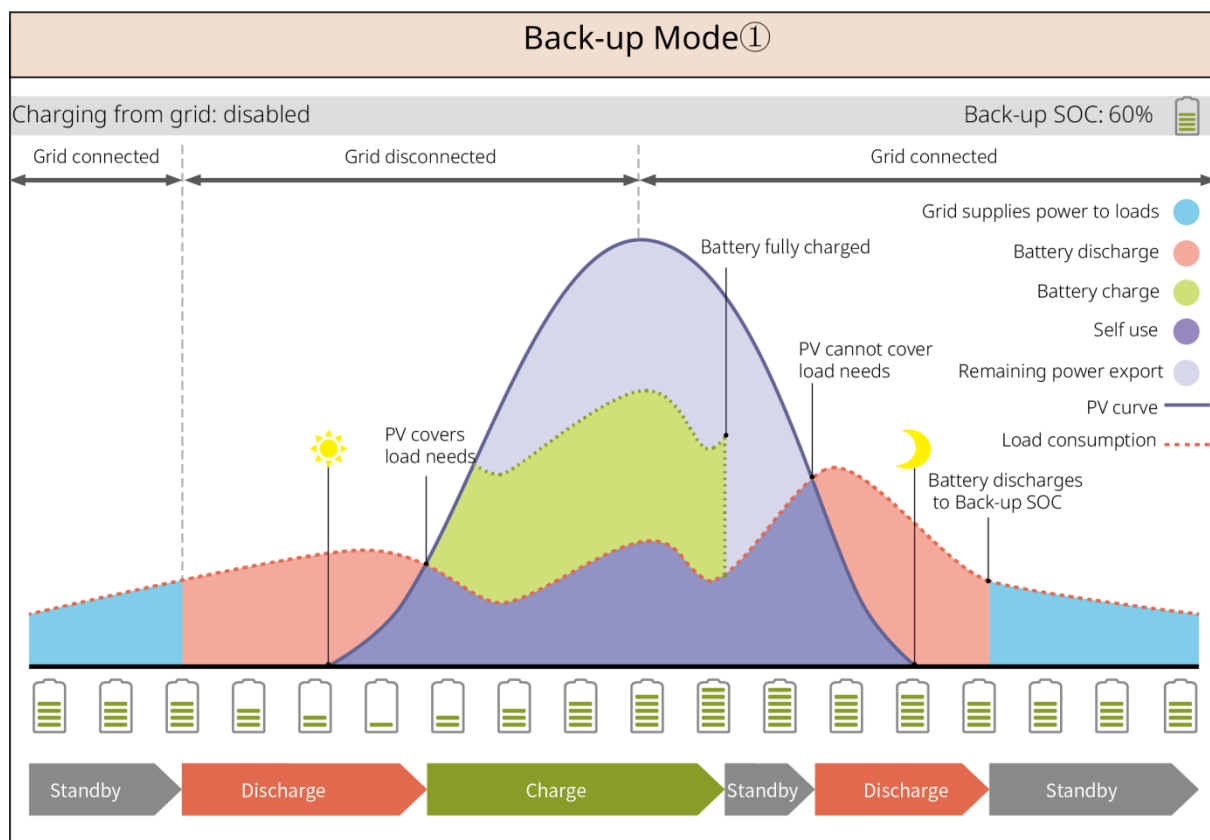 Back-up Mode①
Charging from grid: disabled
Back-up SOC: 60%
Grid connected
Grid disconnected
Grid connected
Grid supplies power to loads
Battery discharge
Battery charge
Self use
Remaining power export
PV curve
Load consumption
Battery fully charged
PV cannot cover
load needs
PV covers
load needs
Battery discharges
to Back-up SOC
Standby
Discharge
Charge
Standby
Discharge
Standby